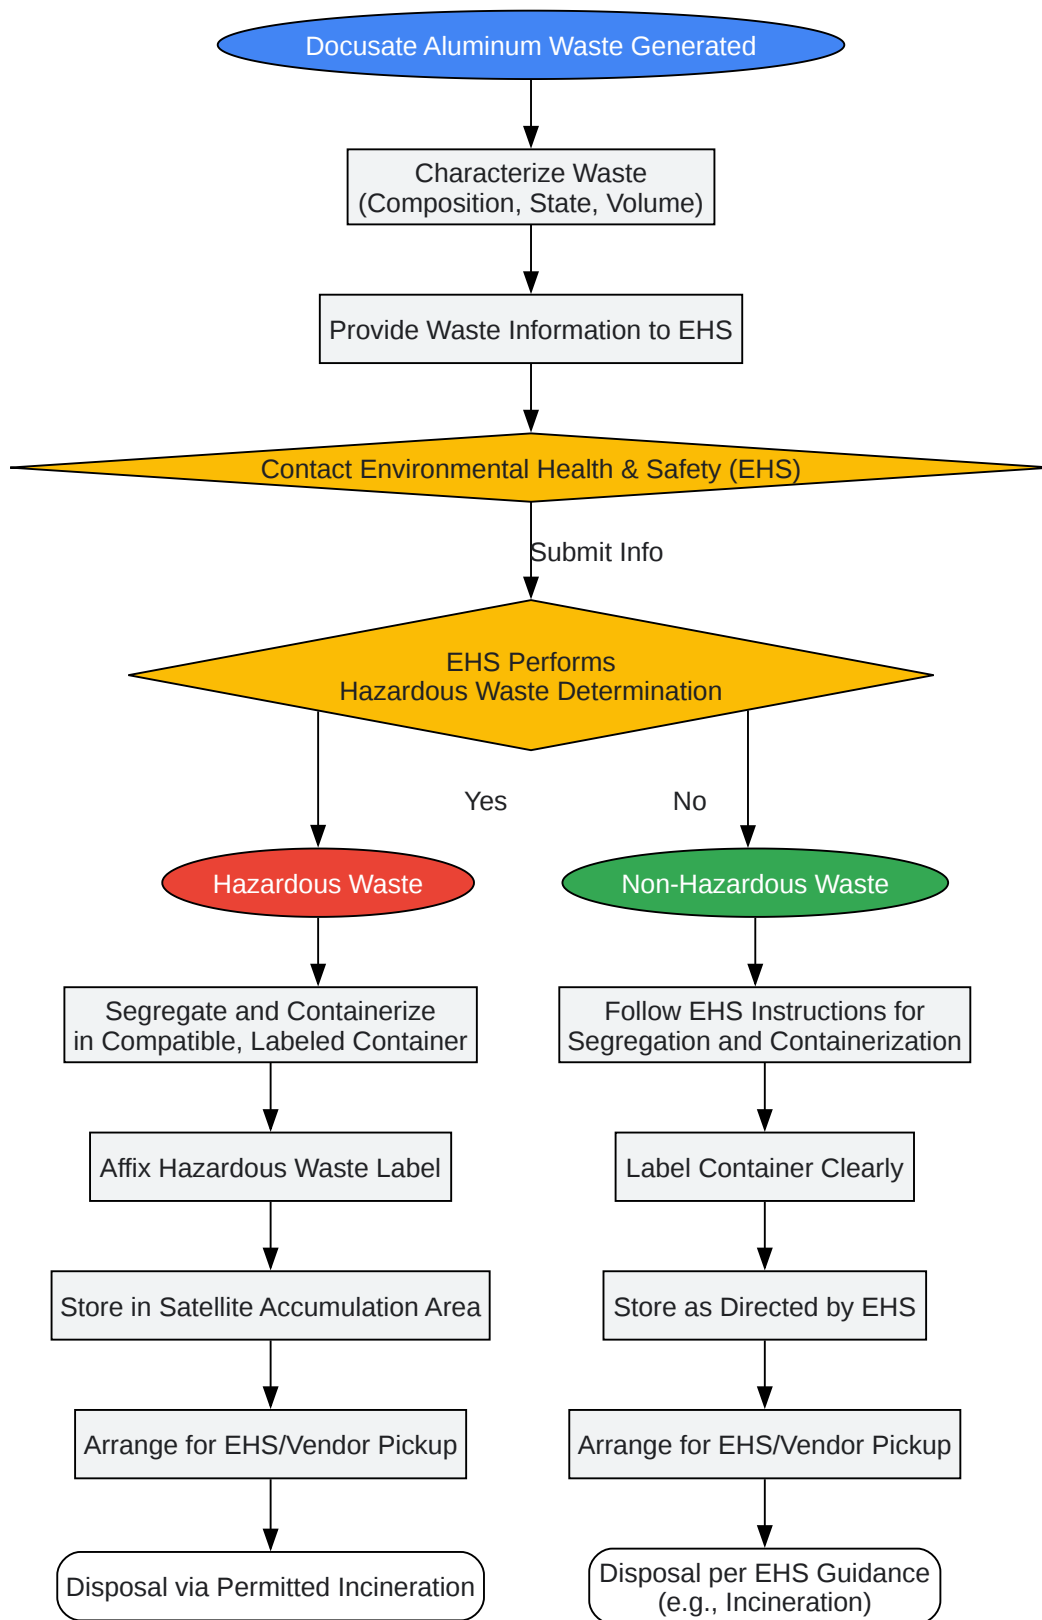 Docusate Aluminum Waste Generated
Characterize Waste
(Composition, State, Volume)
Provide Waste Information to EHS
Contact Environmental Health & Safety (EHS)
Submit Info
EHS Performs
Hazardous Waste Determination
Yes
No
Hazardous Waste
Non-Hazardous Waste
Segregate and Containerize
in Compatible, Labeled Container
Follow EHS Instructions for
Segregation and Containerization
Affix Hazardous Waste Label
Label Container Clearly
Store in Satellite Accumulation Area
Store as Directed by EHS
Arrange for EHS/Vendor Pickup
Arrange for EHS/Vendor Pickup
Disposal via Permitted Incineration
Disposal per EHS Guidance
(e.g., Incineration)